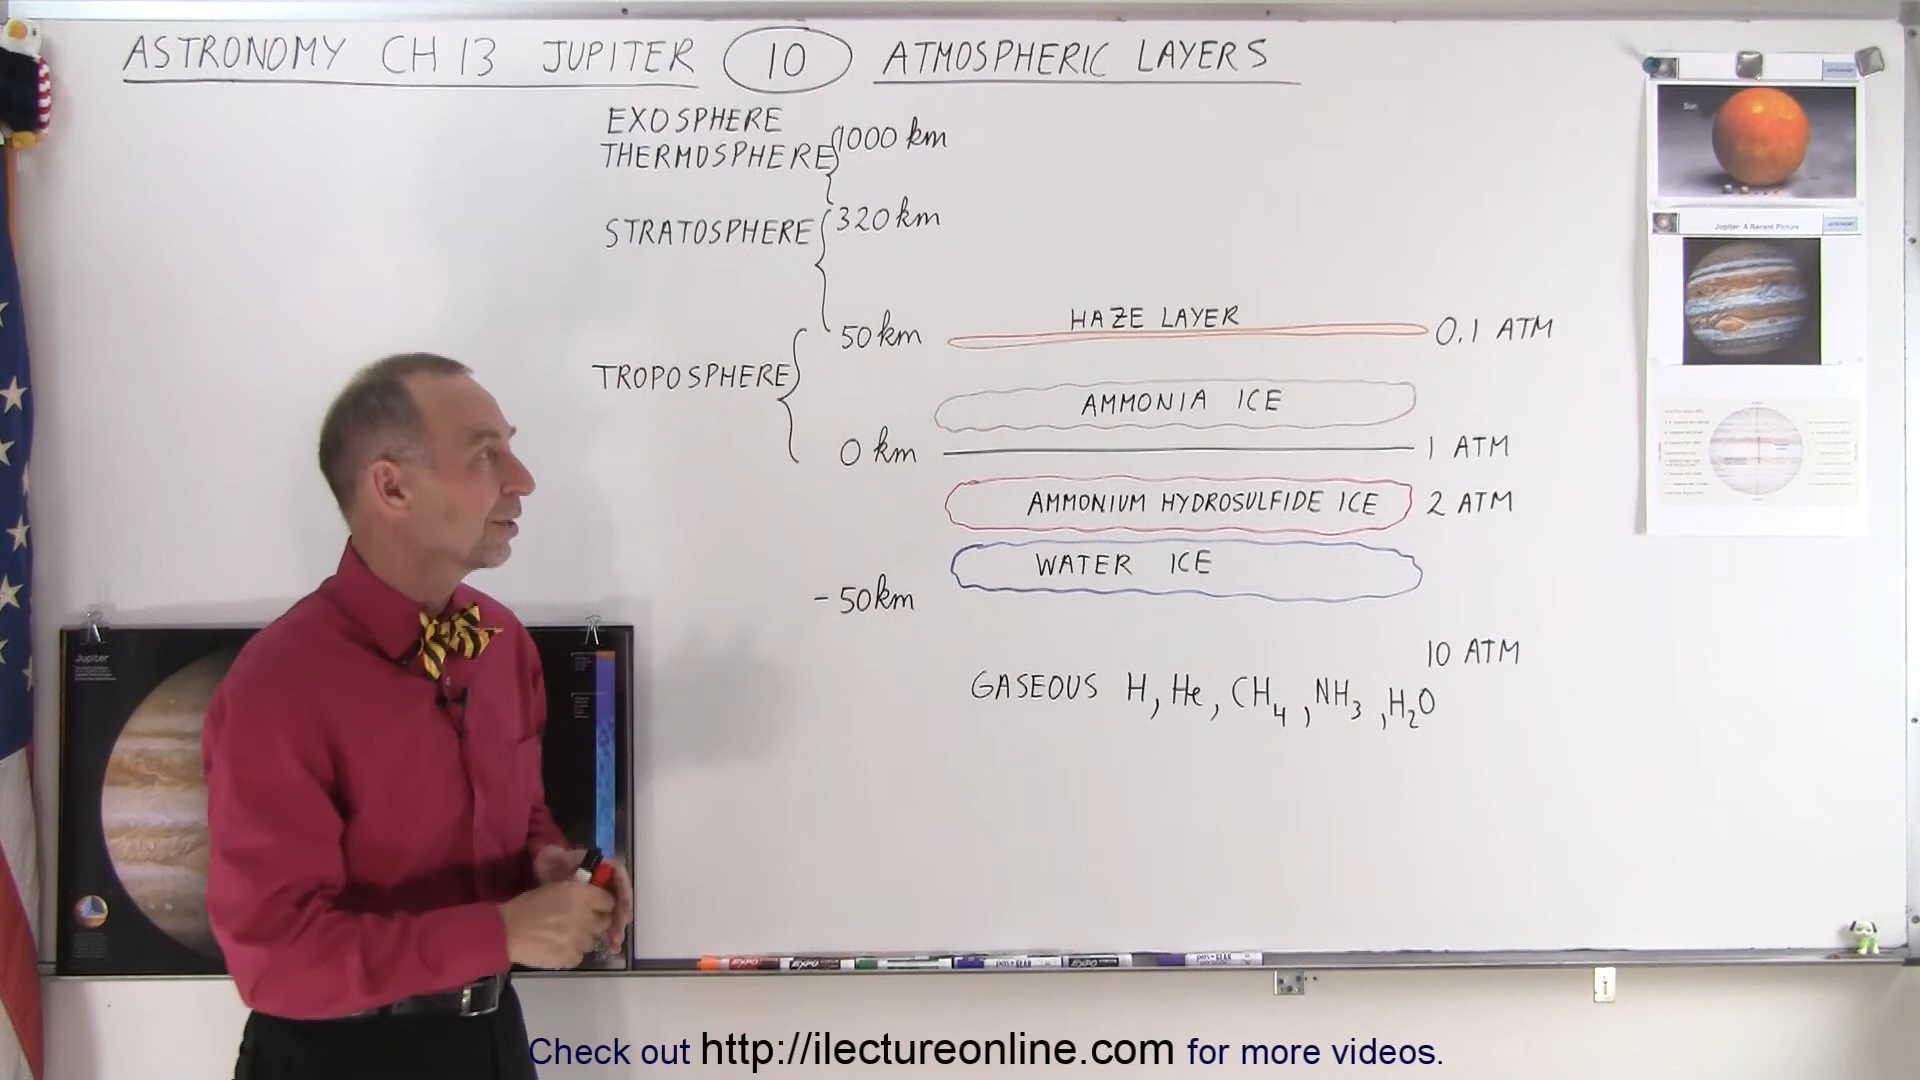 ASTRONOMY CH 13 JUPITER 10 ATMOSPHERIC LAYERS
EXOSPHERE
THERMOSPHERE 1000 km
STRATOSPHERE 320 km
50 km HAZE LAYER 0.1 ATM
TROPOSPHERE
AMMONIA ICE
0 km 1 ATM
AMMONIUM HYDROSULFIDE ICE 2 ATM
WATER ICE
- 50 km
10 ATM
GASEOUS H, He, CH4, NH3, H2O
Sun
Jupiter: A Recent Picture
Jupiter
EXPO
EXPO
EXPO
Check out http://ilectureonline.com for more videos.